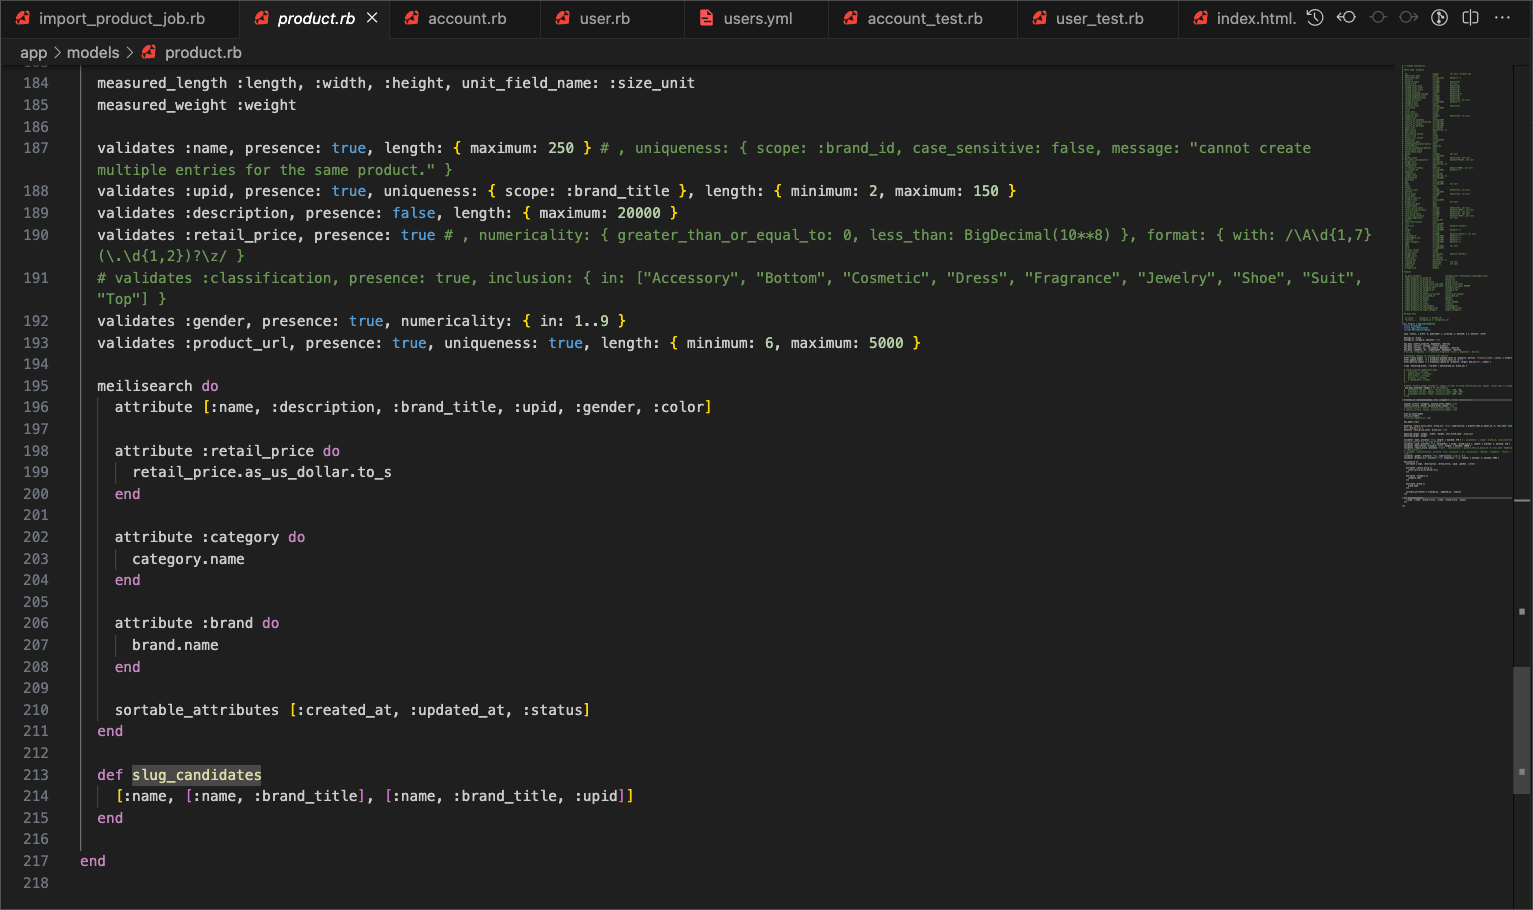 import_product_job.rb product.rb account.rb user.rb users.yml account_test.rb user_test.rb index.html.
app > models > product.rb
184 measured_length :length, :width, :height, unit_field_name: :size_unit
185 measured_weight :weight
186
187 validates :name, presence: true, length: { maximum: 250 } # , uniqueness: { scope: :brand_id, case_sensitive: false, message: "cannot create
multiple entries for the same product." }
188 validates :upid, presence: true, uniqueness: { scope: :brand_title }, length: { minimum: 2, maximum: 150 }
189 validates :description, presence: false, length: { maximum: 20000 }
190 validates :retail_price, presence: true # , numericality: { greater_than_or_equal_to: 0, less_than: BigDecimal(10**8) }, format: { with: /\A\d{1,7}
(\.\d{1,2})?\z/ }
191 # validates :classification, presence: true, inclusion: { in: ["Accessory", "Bottom", "Cosmetic", "Dress", "Fragrance", "Jewelry", "Shoe", "Suit",
"Top"] }
192 validates :gender, presence: true, numericality: { in: 1..9 }
193 validates :product_url, presence: true, uniqueness: true, length: { minimum: 6, maximum: 5000 }
194
195 meilisearch do
196 attribute [:name, :description, :brand_title, :upid, :gender, :color]
197
198 attribute :retail_price do
199 retail_price.as_us_dollar.to_s
200 end
201
202 attribute :category do
203 category.name
204 end
205
206 attribute :brand do
207 brand.name
208 end
209
210 sortable_attributes [:created_at, :updated_at, :status]
211 end
212
213 def slug_candidates
214 [:name, [:name, :brand_title], [:name, :brand_title, :upid]]
215 end
216
217 end
218